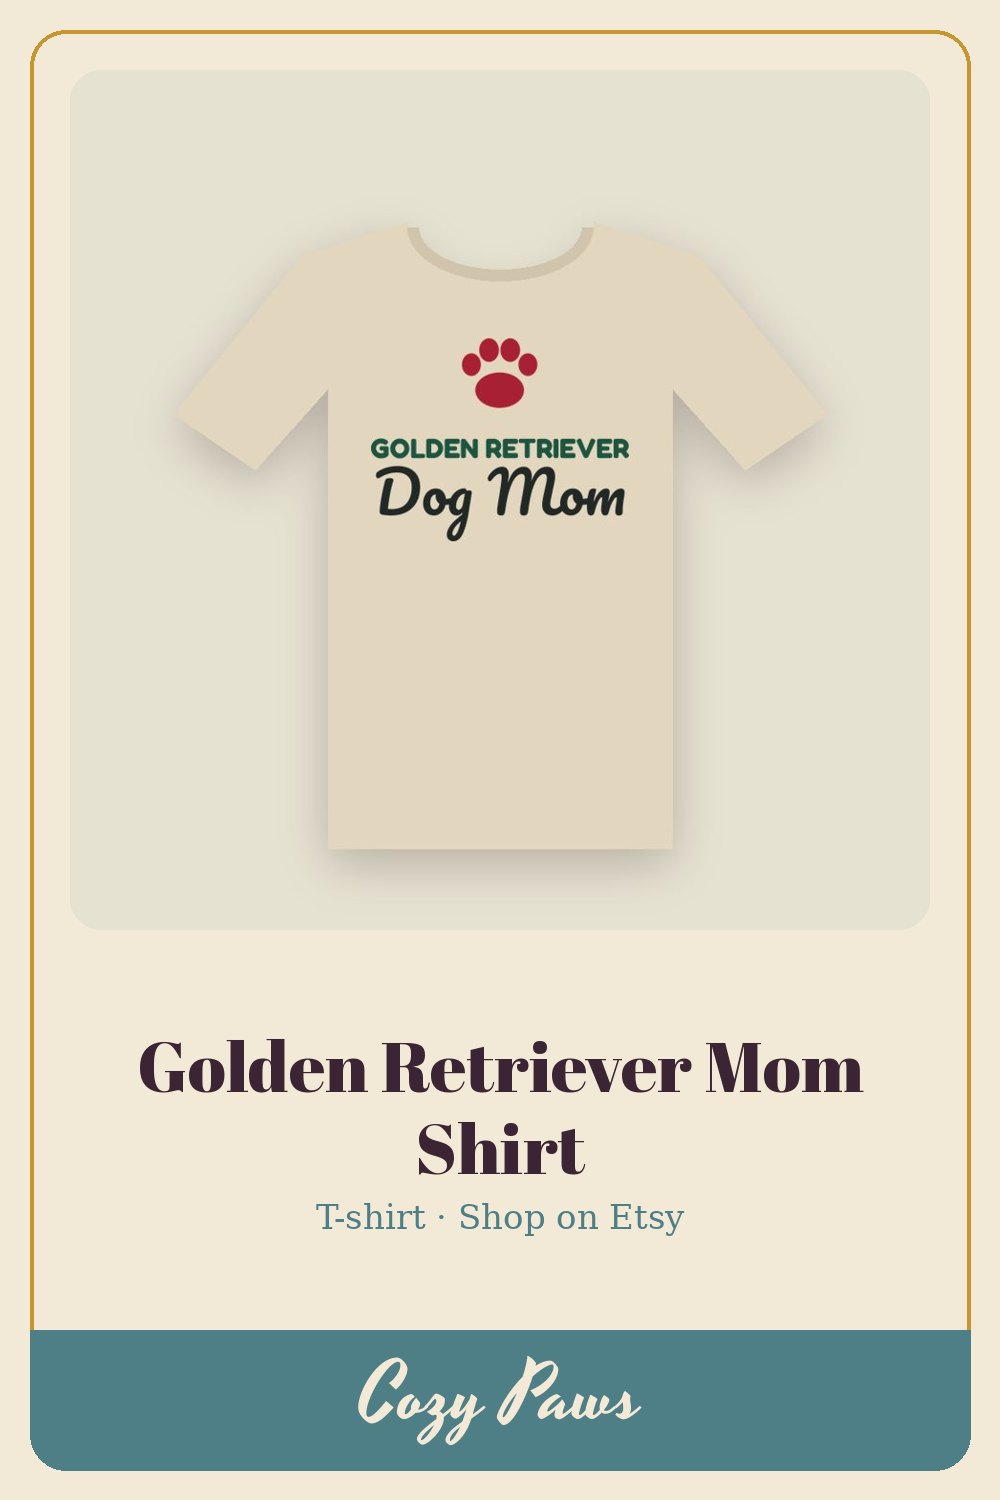 GOLDEN RETRIEVER
Dog Mom
Golden Retriever Mom
Shirt
T-shirt · Shop on Etsy
Cozy Paws